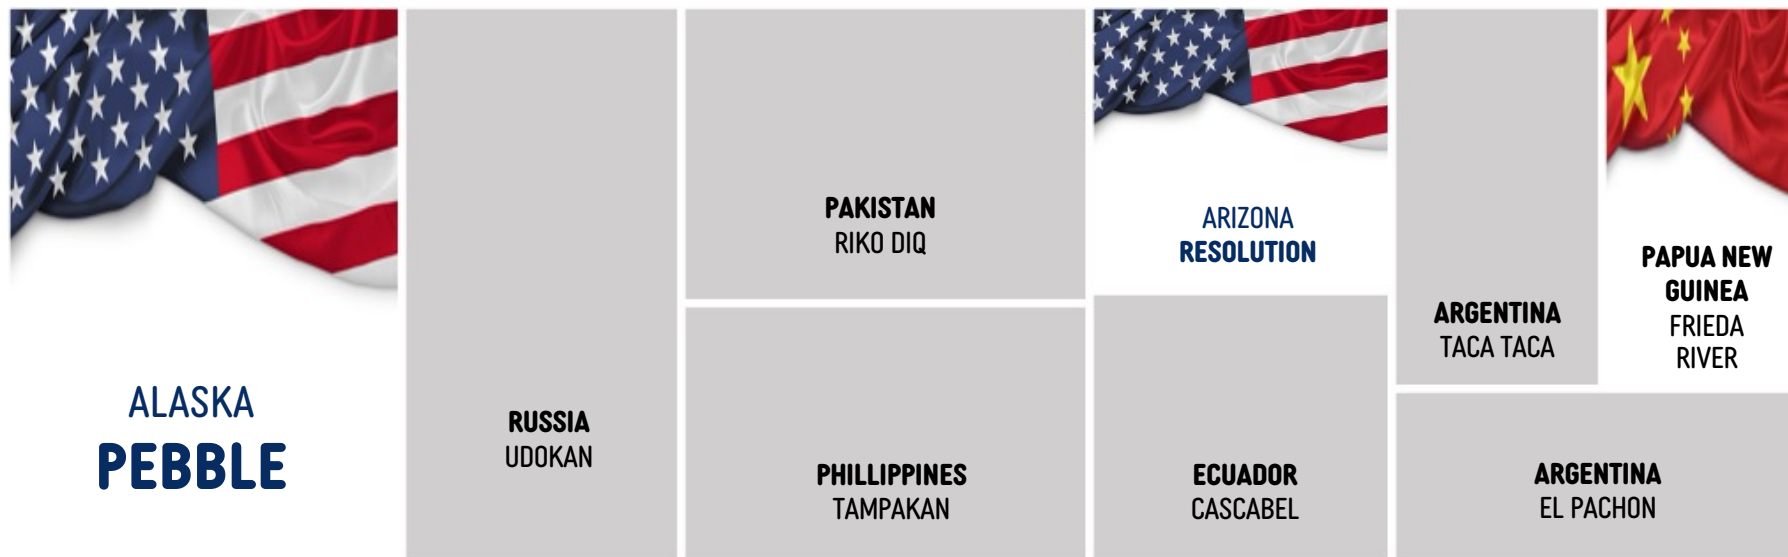 ALASKA
PEBBLE
RUSSIA
UDOKAN
PAKISTAN
RIKO DIQ
PHILLIPPINES
TAMPAKAN
ARIZONA
RESOLUTION
ECUADOR
CASCABEL
ARGENTINA
TACA TACA
PAPUA NEW
GUINEA
FRIEDA
RIVER
ARGENTINA
EL PACHON